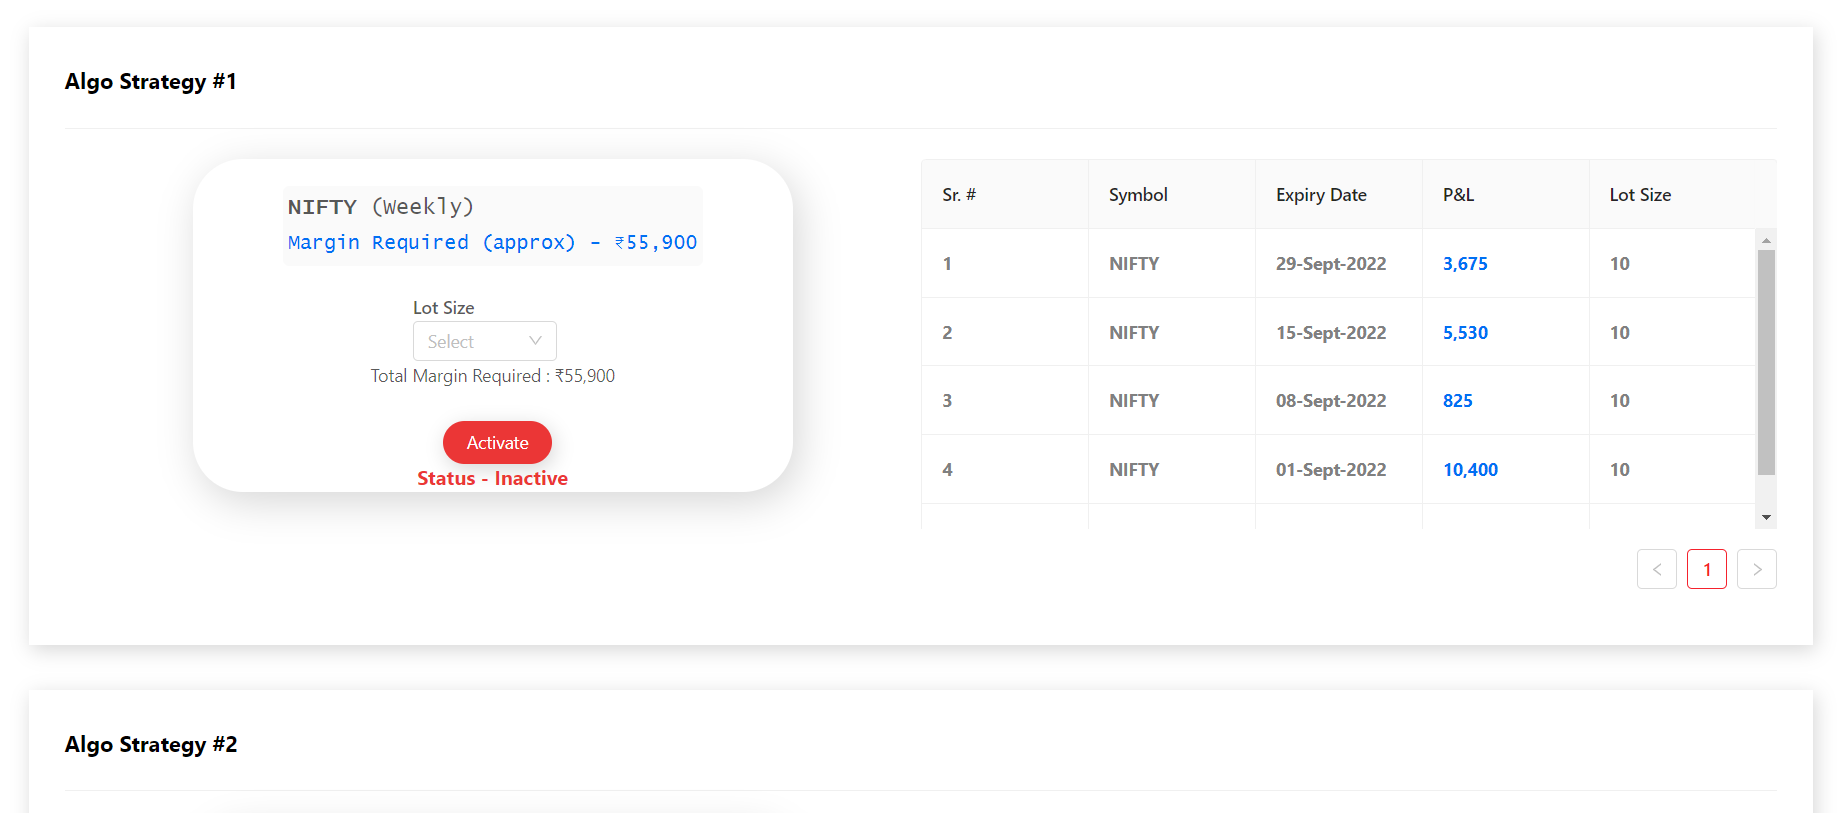 Algo Strategy #1
NIFTY (Weekly)
Margin Required (approx) - ₹55,900
Lot Size
Select
Total Margin Required : ₹55,900
Activate
Status - Inactive
Sr. # Symbol Expiry Date P&L Lot Size
1 NIFTY 29-Sept-2022 3,675 10
2 NIFTY 15-Sept-2022 5,530 10
3 NIFTY 08-Sept-2022 825 10
4 NIFTY 01-Sept-2022 10,400 10
< 1 >
Algo Strategy #2